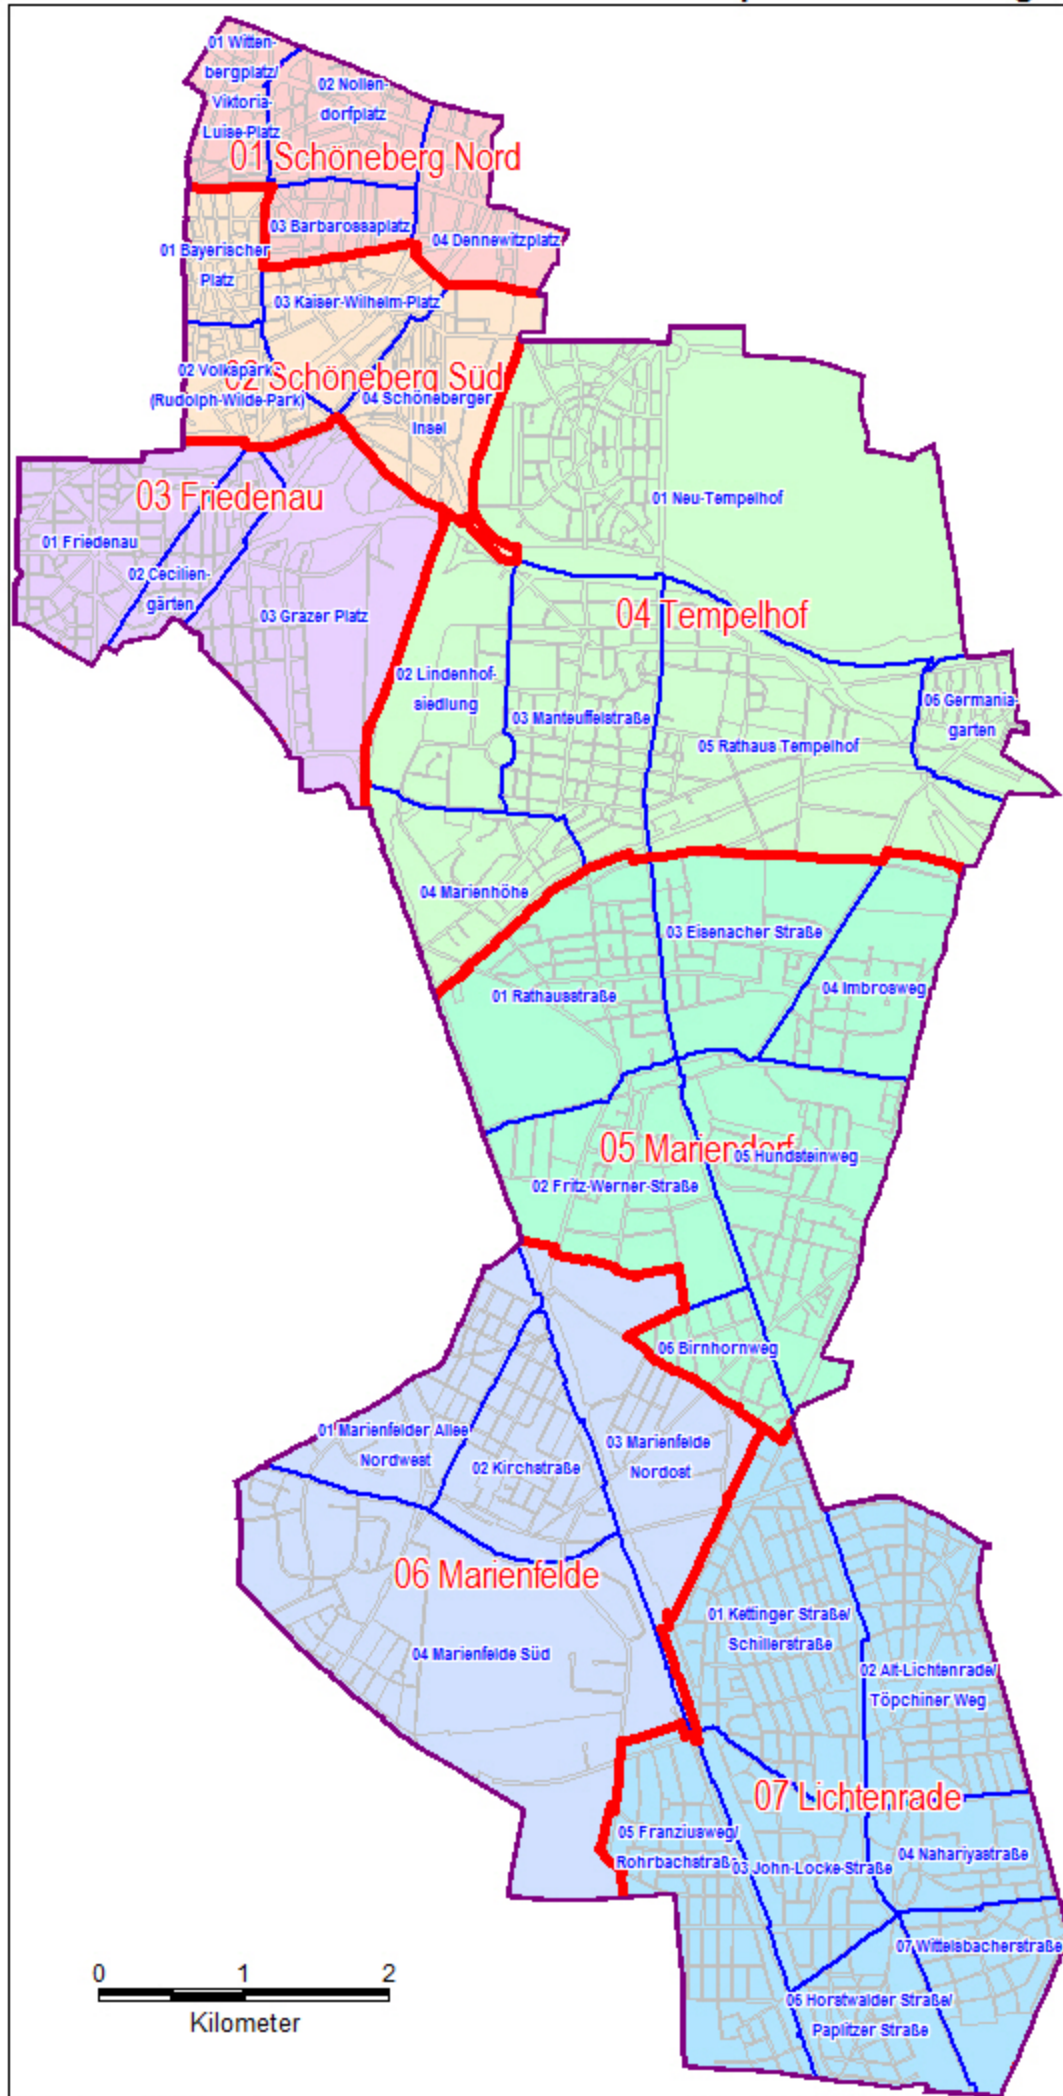 01 Witten-
bergplatz/
Viktoria-
Luise-Platz
02 Nollen-
dorfplatz
01 Schöneberg Nord
03 Barbarossaplatz
04 Dennewitzplatz
01 Bayerischer
Platz
03 Kaiser-Wilhelm-Platz
02 Schöneberg Süd
02 Volkspark
(Rudolph-Wilde-Park)
04 Schöneberger
Insel
03 Friedenau
01 Friedenau
02 Cecilien-
gärten
03 Grazer Platz
01 Neu-Tempelhof
04 Tempelhof
02 Lindenhof-
siedlung
03 Manteuffelstraße
05 Rathaus Tempelhof
06 Germania-
garten
04 Marienhöhe
03 Eisenacher Straße
01 Rathausstraße
04 Imbrosweg
05 Mariendorf
05 Hundsteinweg
02 Fritz-Werner-Straße
06 Birnhornweg
01 Marienfelder Allee
Nordwest
02 Kirchstraße
03 Marienfelde
Nordost
06 Marienfelde
04 Marienfelde Süd
01 Kettinger Straße/
Schillerstraße
02 Alt-Lichtenrade/
Töpchiner Weg
07 Lichtenrade
05 Franziusweg/
Rohrbachstraße
03 John-Locke-Straße
04 Nahariyastraße
07 Wittelsbacherstraße
06 Horstwalder Straße/
Paplitzer Straße
0 1 2
Kilometer